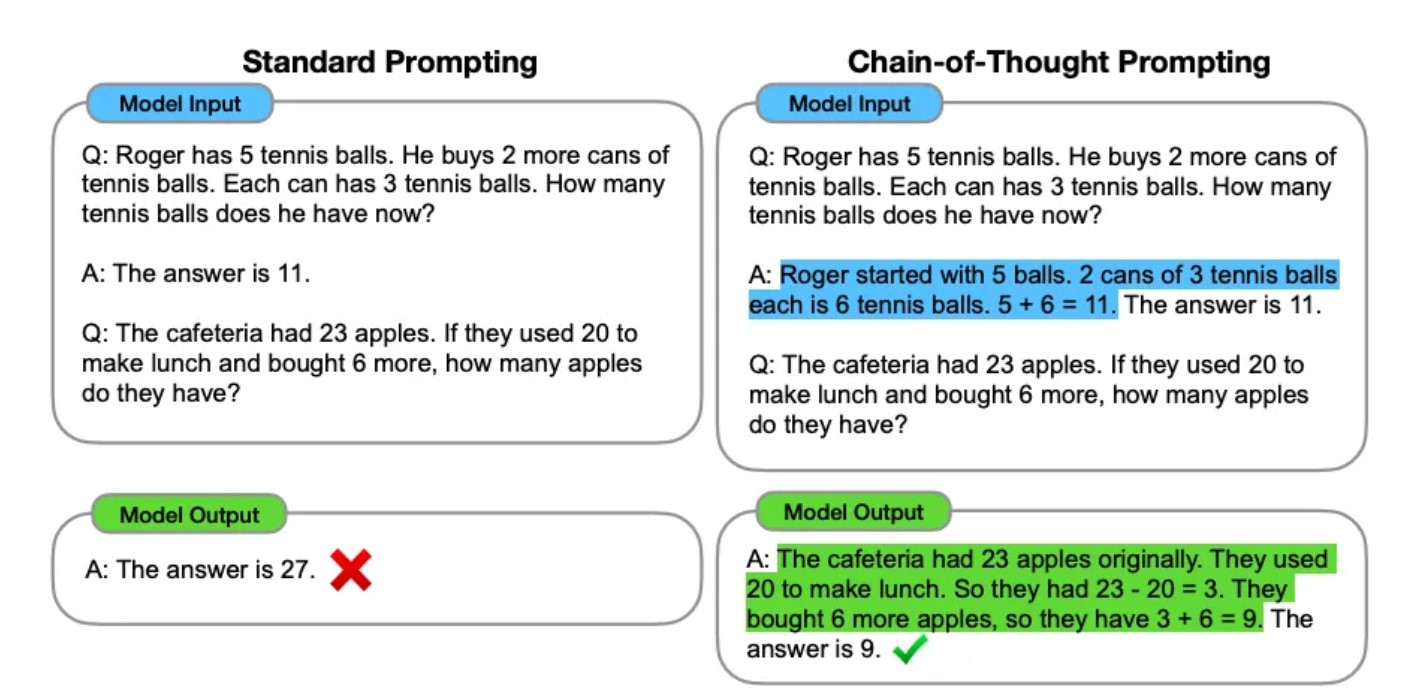 Standard Prompting
Model Input
Q: Roger has 5 tennis balls. He buys 2 more cans of
tennis balls. Each can has 3 tennis balls. How many
tennis balls does he have now?
A: The answer is 11.
Q: The cafeteria had 23 apples. If they used 20 to
make lunch and bought 6 more, how many apples
do they have?
Model Output
A: The answer is 27.
Chain-of-Thought Prompting
Model Input
Q: Roger has 5 tennis balls. He buys 2 more cans of
tennis balls. Each can has 3 tennis balls. How many
tennis balls does he have now?
A: Roger started with 5 balls. 2 cans of 3 tennis balls
each is 6 tennis balls. 5 + 6 = 11. The answer is 11.
Q: The cafeteria had 23 apples. If they used 20 to
make lunch and bought 6 more, how many apples
do they have?
Model Output
A: The cafeteria had 23 apples originally. They used
20 to make lunch. So they had 23 - 20 = 3. They
bought 6 more apples, so they have 3 + 6 = 9. The
answer is 9.